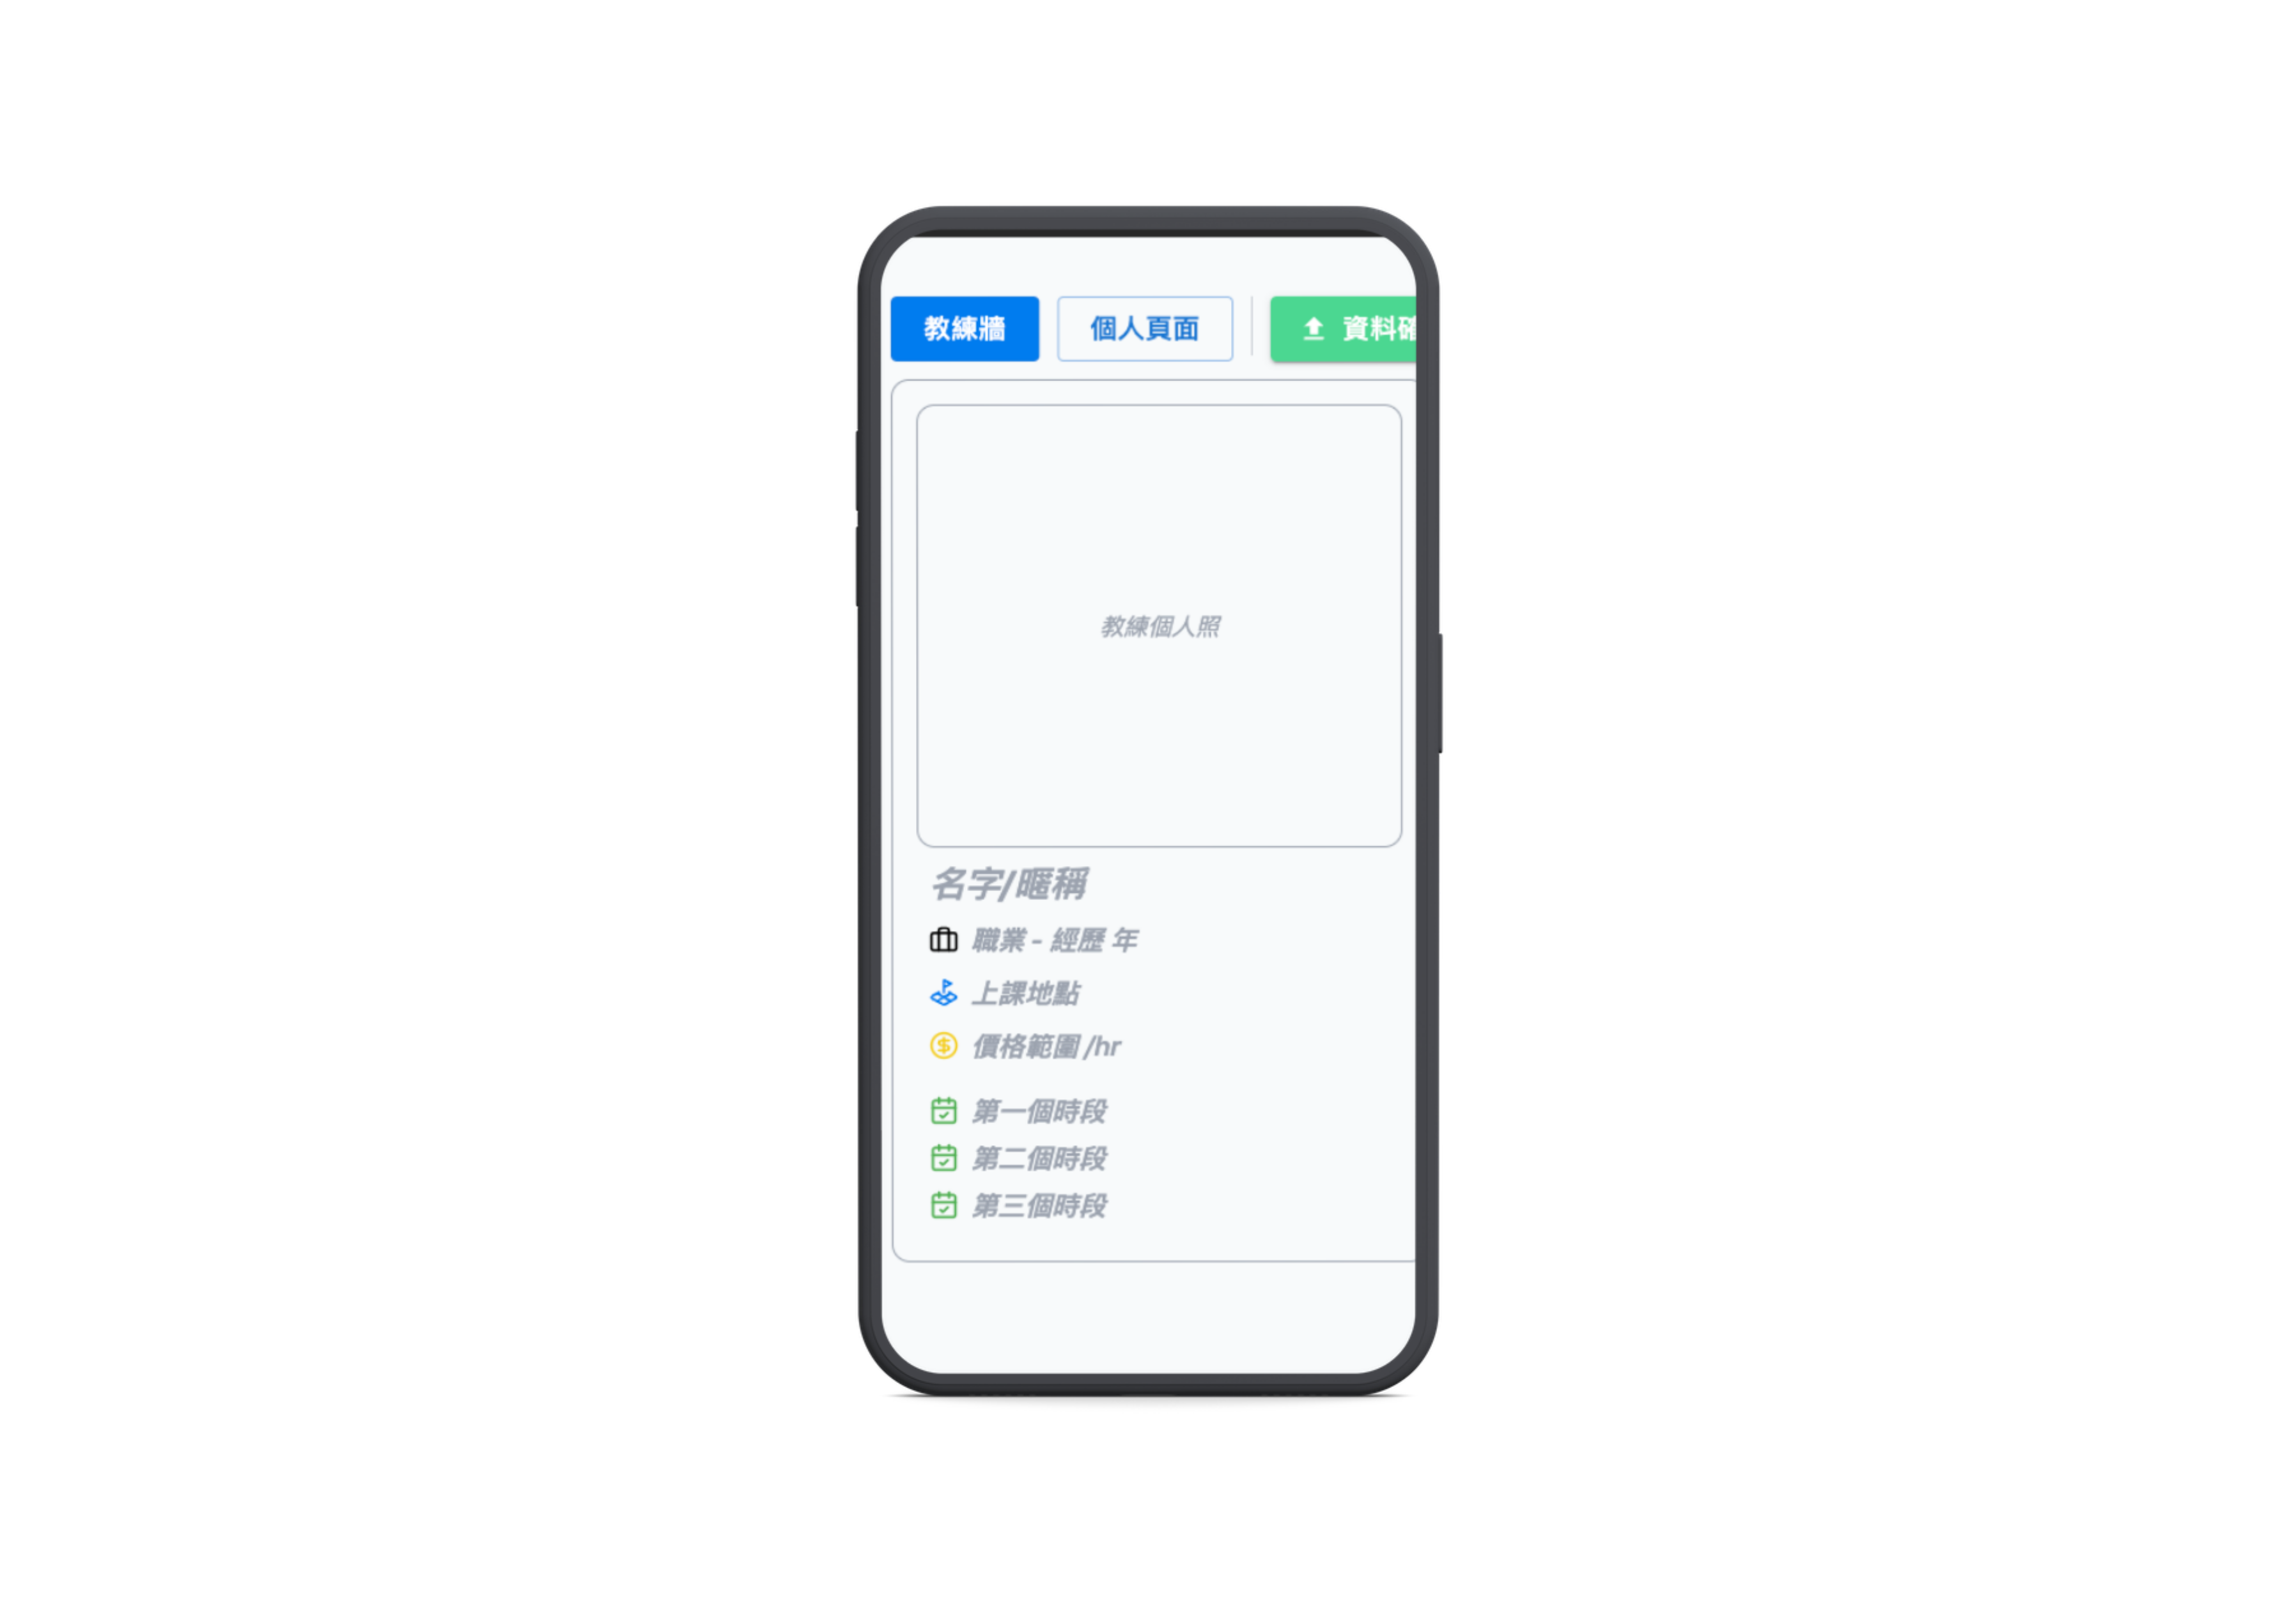 教練牆 個人頁面 資料確
教練個人照
名字/暱稱
職業 - 經歷 年
上課地點
價格範圍 /hr
第一個時段
第二個時段
第三個時段